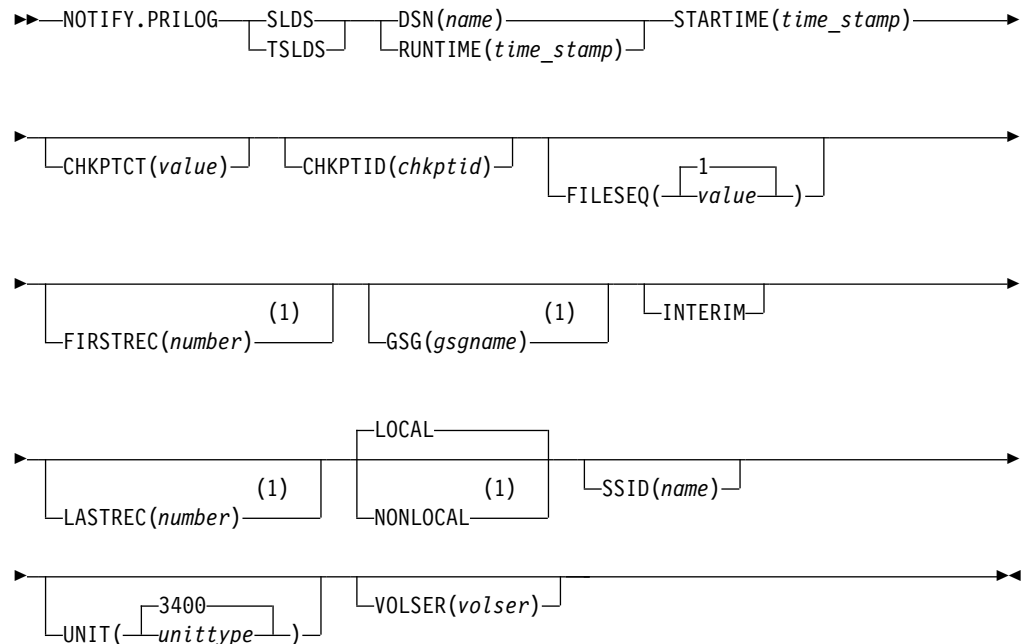 NOTIFY.PRILOG SLDS DSN(name) STARTIME(time_stamp)
TSLDS RUNTIME(time_stamp)
CHKPTCT(value) CHKPTID(chkptid) 1
FILESEQ( value )
(1) (1) INTERIM
FIRSTREC(number) GSG(gsgname)
LOCAL
(1) (1) SSID(name)
LASTREC(number) NONLOCAL
3400 VOLSER(volser)
UNIT( unittype )